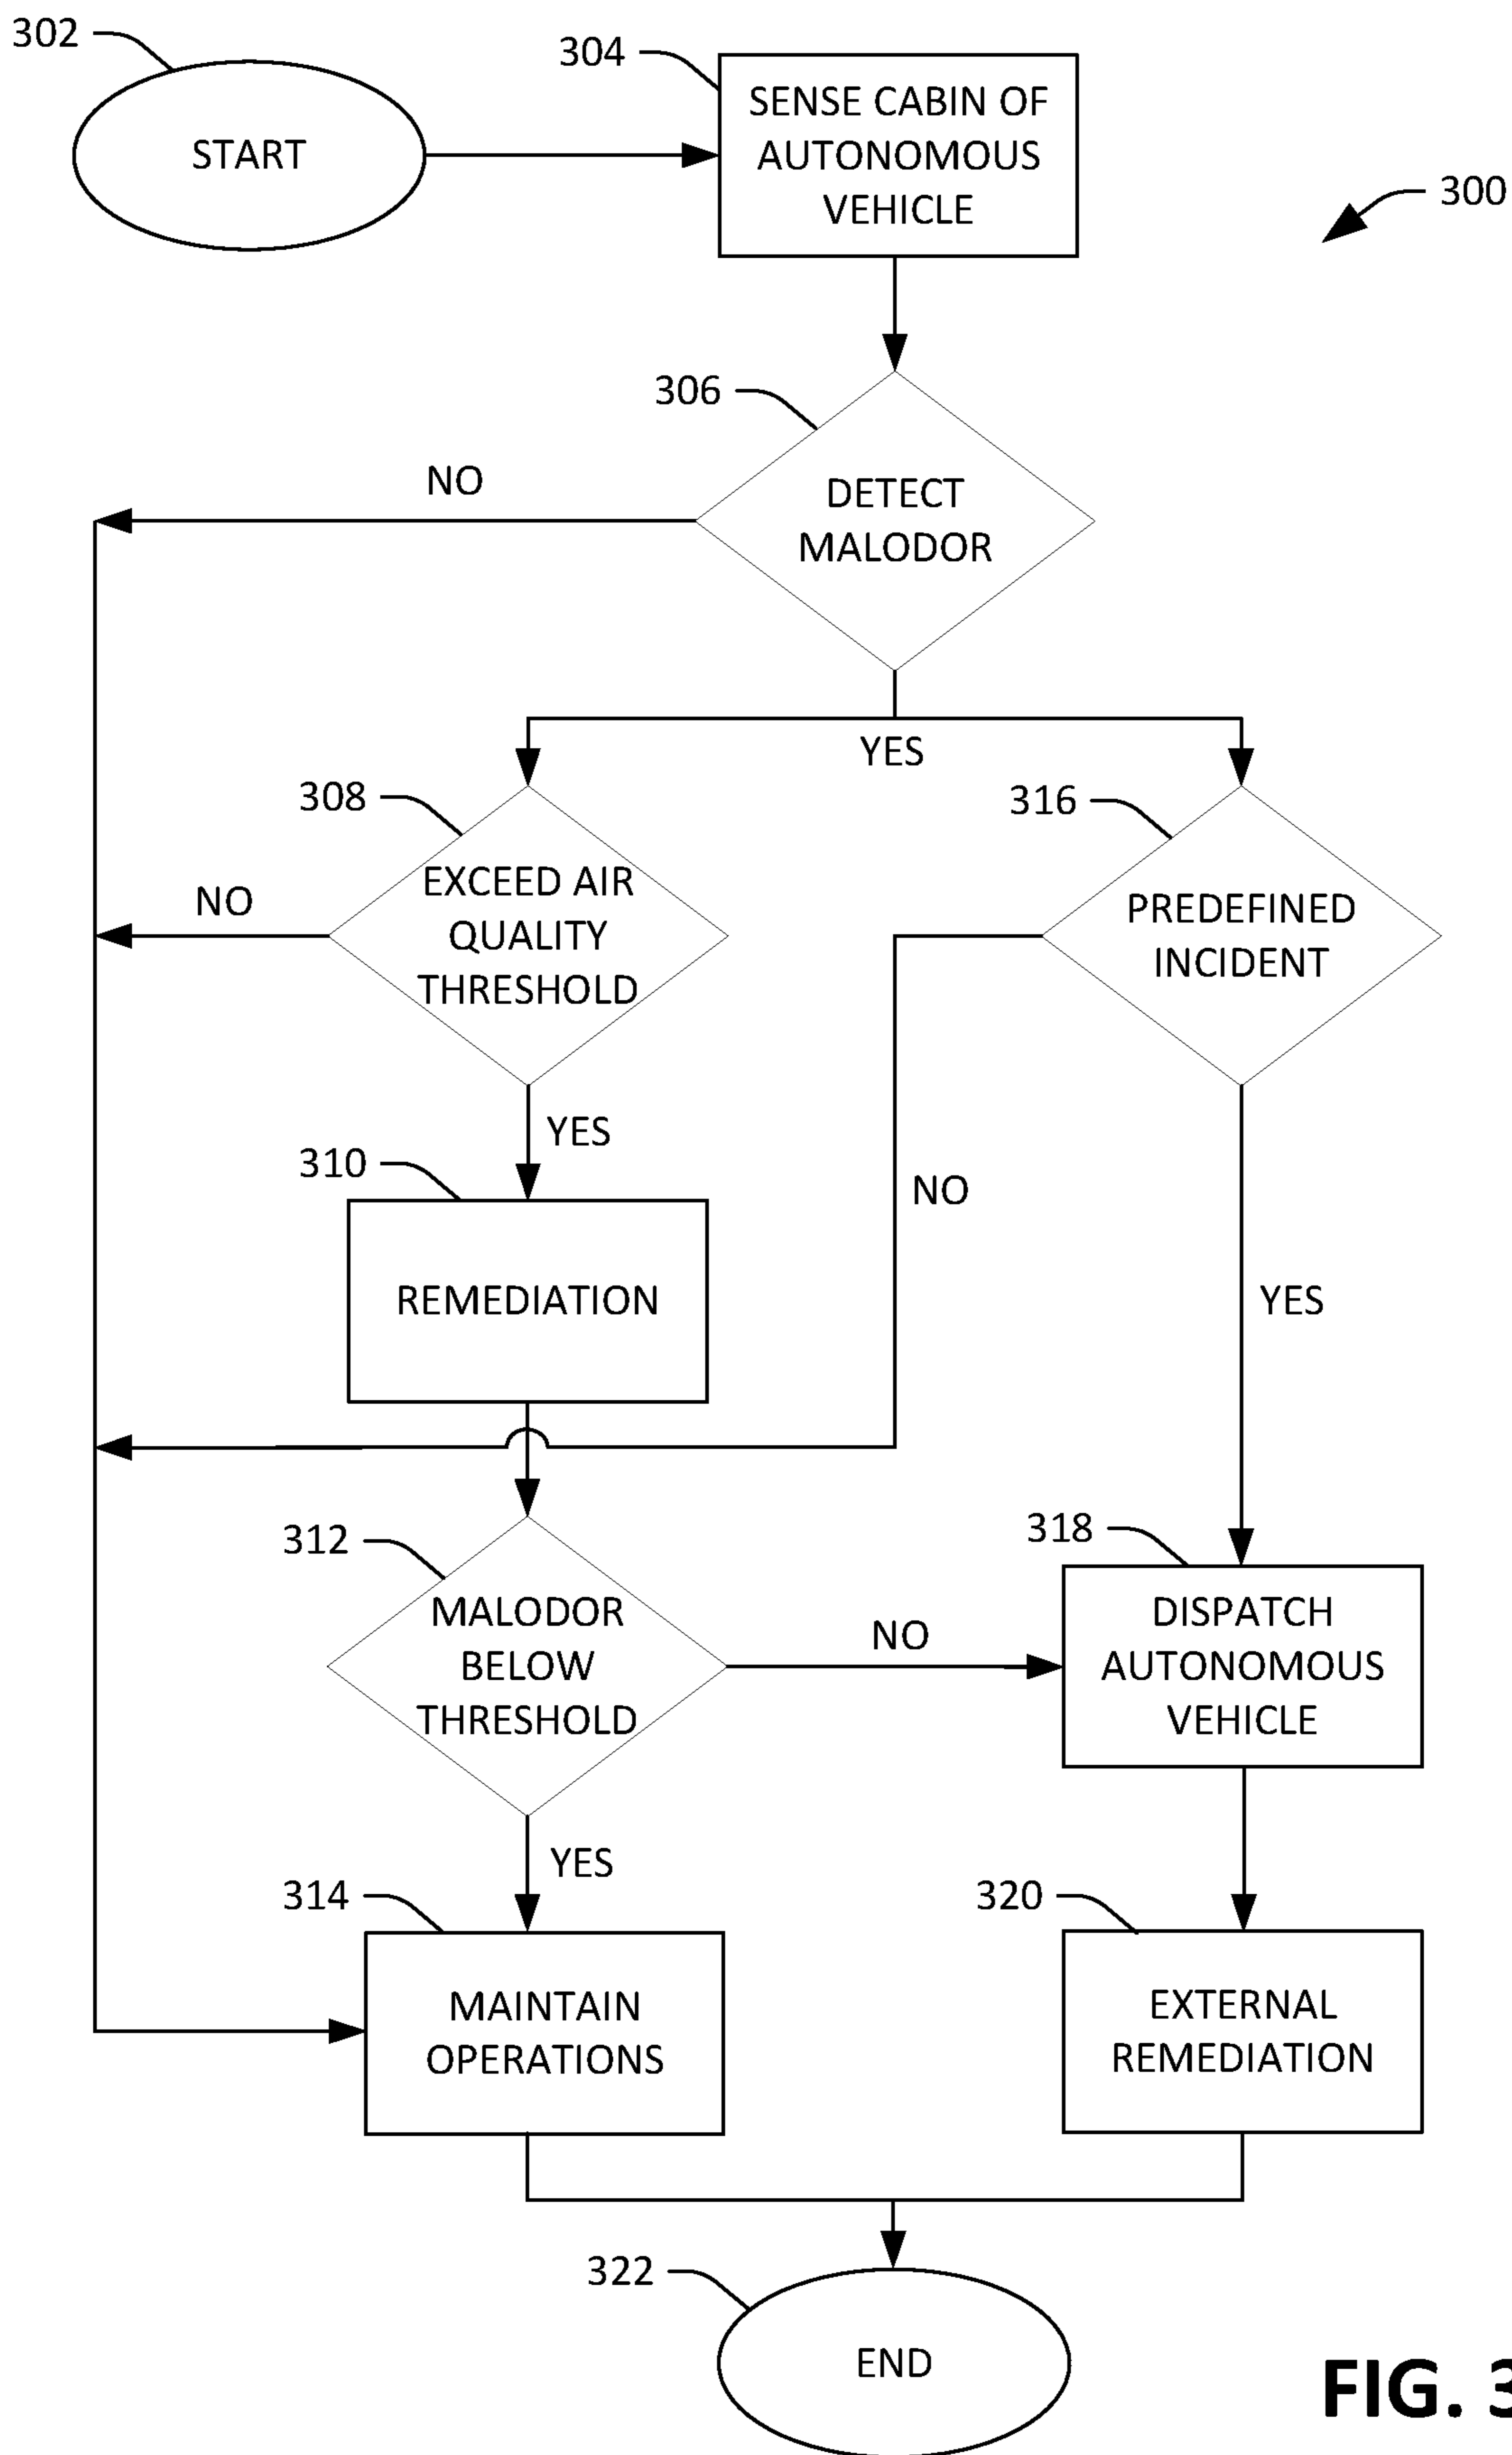 302
START
304
SENSE CABIN OF
AUTONOMOUS
VEHICLE
300
306
DETECT
MALODOR
NO
YES
308
EXCEED AIR
QUALITY
THRESHOLD
NO
316
PREDEFINED
INCIDENT
YES
310
REMEDIATION
NO
YES
312
MALODOR
BELOW
THRESHOLD
NO
318
DISPATCH
AUTONOMOUS
VEHICLE
YES
314
MAINTAIN
OPERATIONS
320
EXTERNAL
REMEDIATION
322
END
FIG. 3